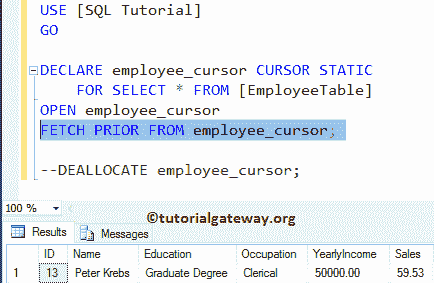 USE [SQL Tutorial]
GO
DECLARE employee_cursor CURSOR STATIC
FOR SELECT * FROM [EmployeeTable]
OPEN employee_cursor
FETCH PRIOR FROM employee_cursor;
--DEALLOCATE employee_cursor;
100 %
©tutorialgateway.org
Results Messages
ID Name Education Occupation YearlyIncome Sales
1 13 Peter Krebs Graduate Degree Clerical 50000.00 59.53